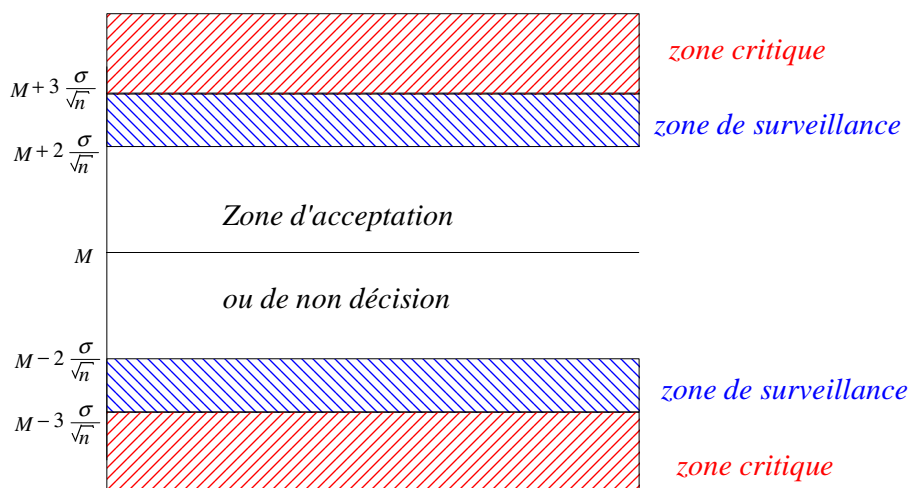 zone critique
M + 3 σ/√n
zone de surveillance
M + 2 σ/√n
Zone d'acceptation
M
ou de non décision
M − 2 σ/√n
zone de surveillance
M − 3 σ/√n
zone critique